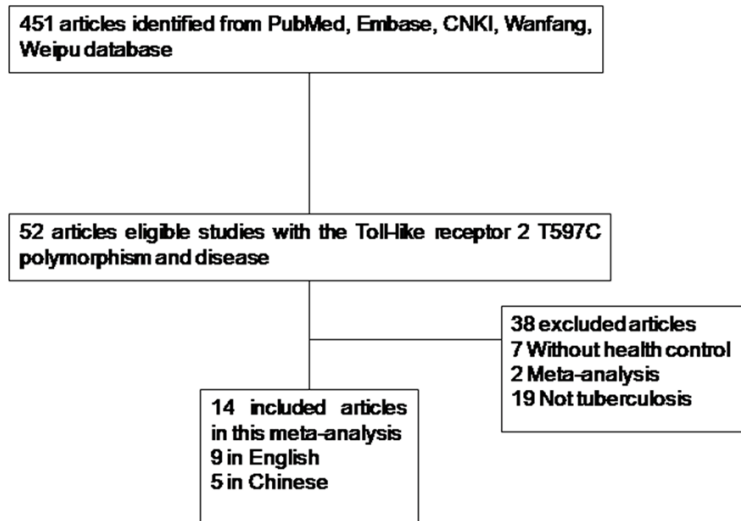 451 articles identified from PubMed, Embase, CNKI, Wanfang,
Weipu database
52 articles eligible studies with the Toll-like receptor 2 T597C
polymorphism and disease
38 excluded articles
7 Without health control
2 Meta-analysis
19 Not tuberculosis
14 included articles
in this meta-analysis
9 in English
5 in Chinese